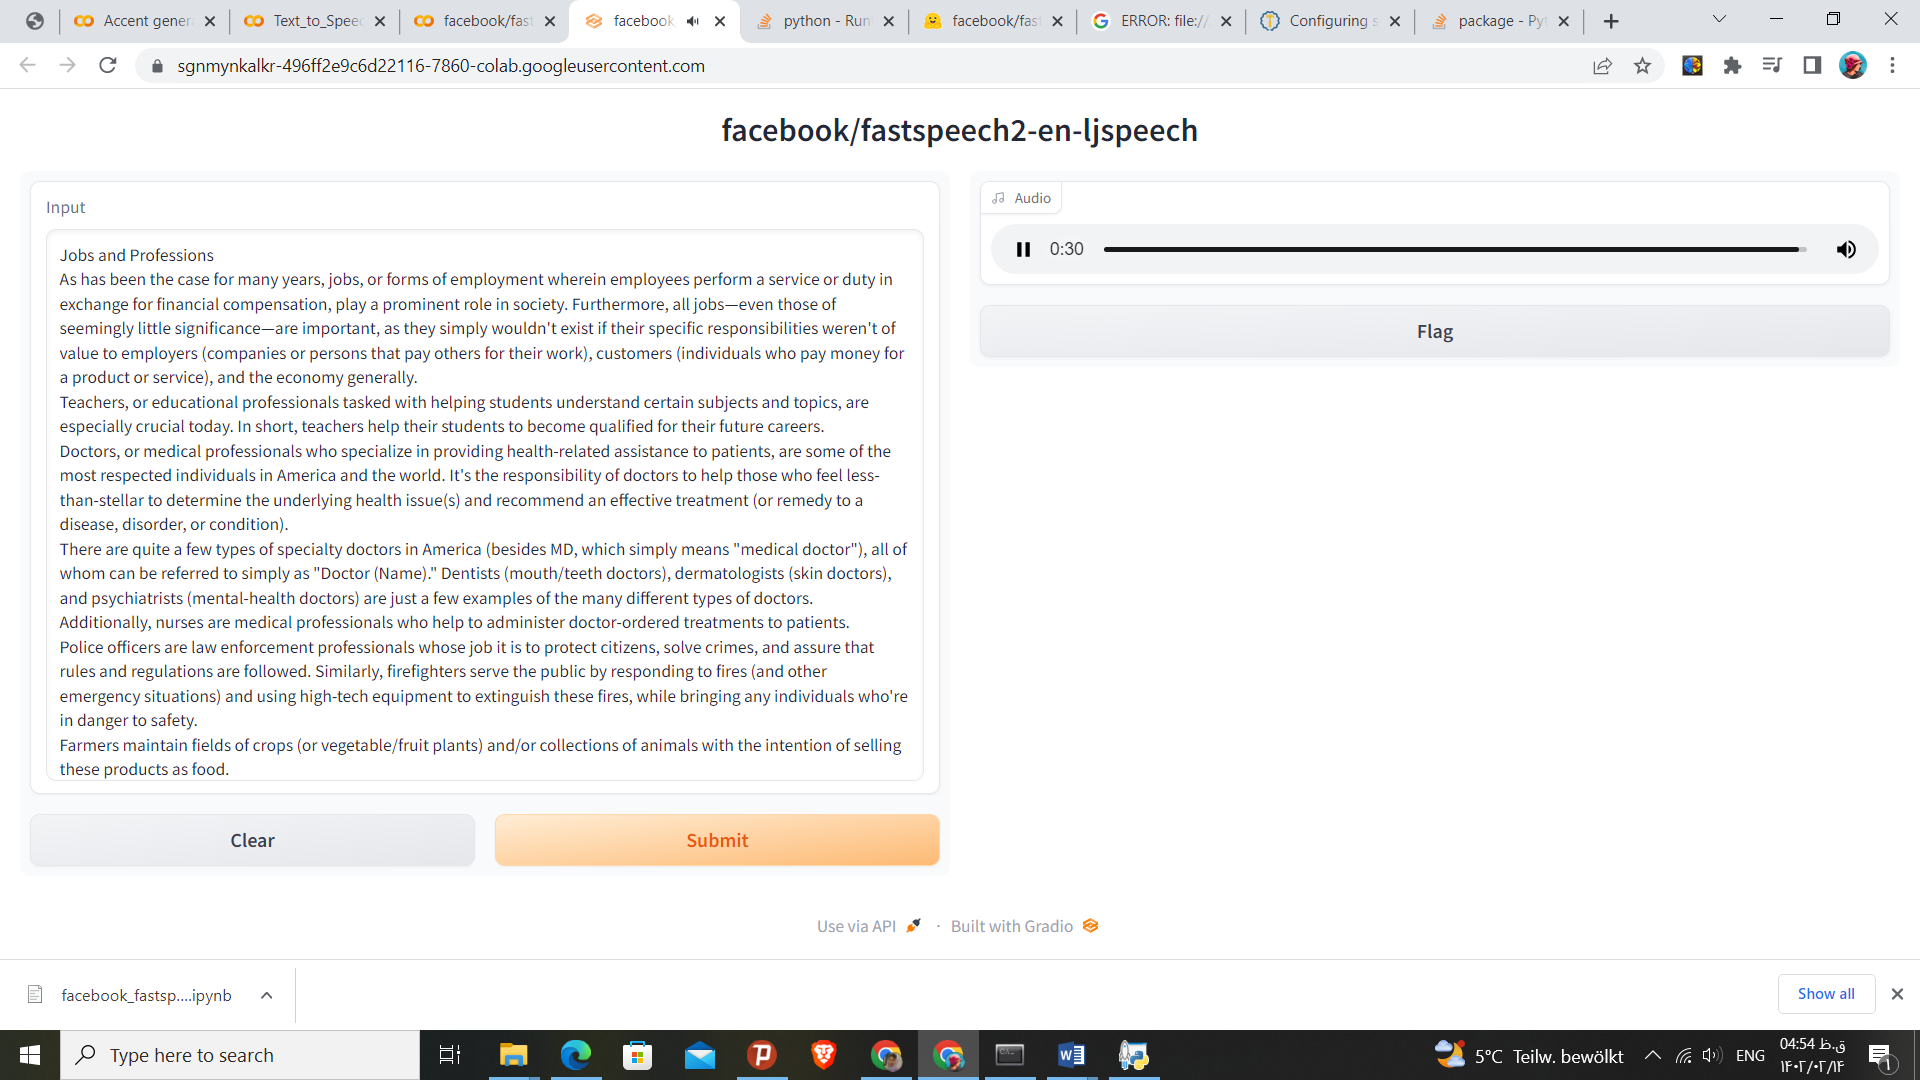 Accent gener
Text_to_Speec
facebook/fast
facebook
python - Run
facebook/fas
ERROR: file://
Configuring s
package - Pyt
sgnmynkalkr-496ff2e9c6d22116-7860-colab.googleusercontent.com
facebook/fastspeech2-en-ljspeech
Input
Jobs and Professions
As has been the case for many years, jobs, or forms of employment wherein employees perform a service or duty in
exchange for financial compensation, play a prominent role in society. Furthermore, all jobs—even those of
seemingly little significance—are important, as they simply wouldn't exist if their specific responsibilities weren't of
value to employers (companies or persons that pay others for their work), customers (individuals who pay money for
a product or service), and the economy generally.
Teachers, or educational professionals tasked with helping students understand certain subjects and topics, are
especially crucial today. In short, teachers help their students to become qualified for their future careers.
Doctors, or medical professionals who specialize in providing health-related assistance to patients, are some of the
most respected individuals in America and the world. It's the responsibility of doctors to help those who feel less-
than-stellar to determine the underlying health issue(s) and recommend an effective treatment (or remedy to a
disease, disorder, or condition).
There are quite a few types of specialty doctors in America (besides MD, which simply means "medical doctor"), all of
whom can be referred to simply as "Doctor (Name)." Dentists (mouth/teeth doctors), dermatologists (skin doctors),
and psychiatrists (mental-health doctors) are just a few examples of the many different types of doctors.
Additionally, nurses are medical professionals who help to administer doctor-ordered treatments to patients.
Police officers are law enforcement professionals whose job it is to protect citizens, solve crimes, and assure that
rules and regulations are followed. Similarly, firefighters serve the public by responding to fires (and other
emergency situations) and using high-tech equipment to extinguish these fires, while bringing any individuals who're
in danger to safety.
Farmers maintain fields of crops (or vegetable/fruit plants) and/or collections of animals with the intention of selling
these products as food.
Clear
Submit
Audio
0:30
Flag
Use via API · Built with Gradio
facebook_fastsp....ipynb
Show all
Type here to search
5°C Teilw. bewölkt
ENG
04:54 ق.ظ
۱۴۰۲/۰۲/۱۴
۱